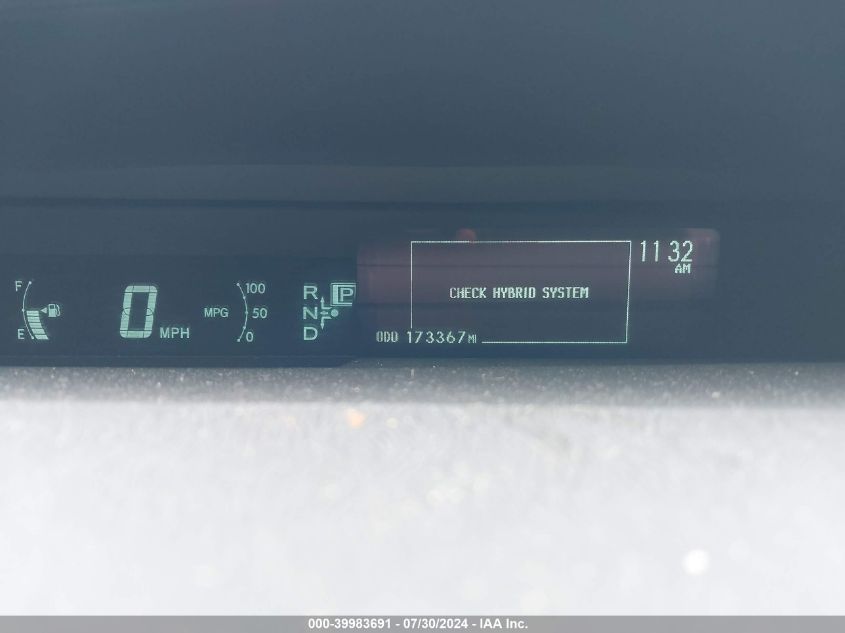 F
E
0 MPH
MPG
100
50
0
R
N
D
P
CHECK HYBRID SYSTEM
11 32
AM
ODO 173367 MI
000-39983691 - 07/30/2024 - IAA Inc.